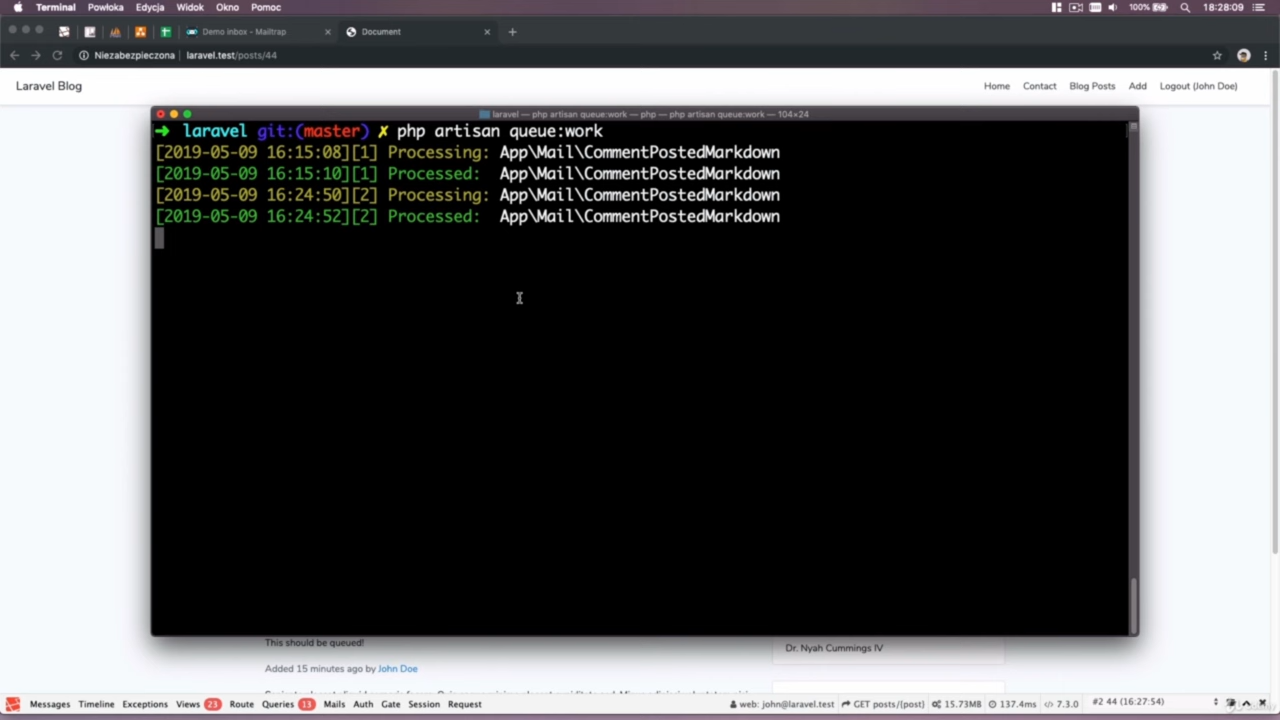 Terminal Powłoka Edycja Widok Okno Pomoc 100% 18:28:09
Demo inbox - Mailtrap × Document × +
Niezabezpieczona | laravel.test/posts/44
Laravel Blog Home Contact Blog Posts Add Logout (John Doe)
laravel — php artisan queue:work — php — php artisan queue:work — 104×24
➜ laravel git:(master) ✗ php artisan queue:work
[2019-05-09 16:15:08][1] Processing: App\Mail\CommentPostedMarkdown
[2019-05-09 16:15:10][1] Processed: App\Mail\CommentPostedMarkdown
[2019-05-09 16:24:50][2] Processing: App\Mail\CommentPostedMarkdown
[2019-05-09 16:24:52][2] Processed: App\Mail\CommentPostedMarkdown
This should be queued!
Dr. Nyah Cummings IV
Added 15 minutes ago by John Doe
Messages Timeline Exceptions Views 23 Route Queries 13 Mails Auth Gate Session Request web: john@laravel.test GET posts/{post} 15.73MB 137.4ms 7.3.0 #2 44 (16:27:54)